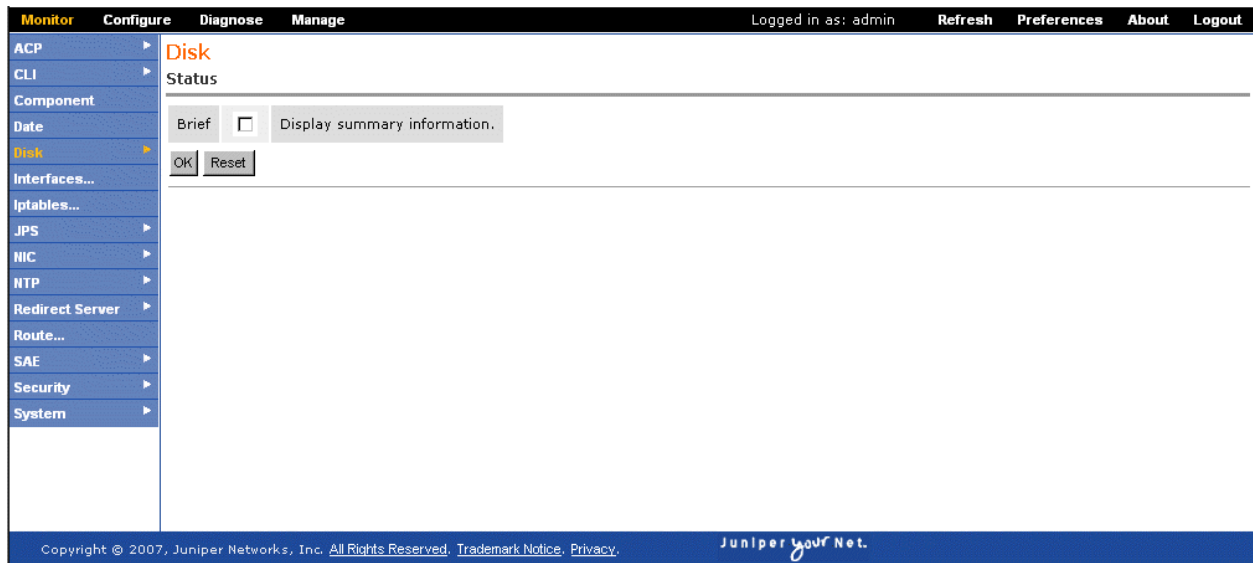 Monitor Configure Diagnose Manage Logged in as: admin Refresh Preferences About Logout
ACP
CLI
Component
Date
Disk
Interfaces...
Iptables...
JPS
NIC
NTP
Redirect Server
Route...
SAE
Security
System
Disk
Status
Brief Display summary information.
OK Reset
Copyright © 2007, Juniper Networks, Inc. All Rights Reserved. Trademark Notice. Privacy.
Juniper your Net.